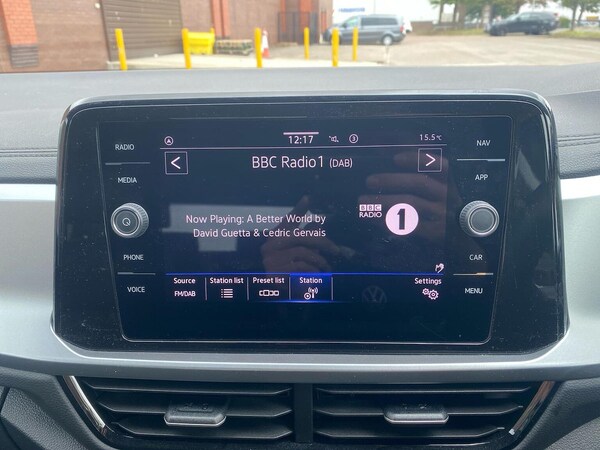 RADIO
MEDIA
PHONE
VOICE
A
12:17
3
15.5°C
BBC Radio1 (DAB)
Now Playing: A Better World by
David Guetta & Cedric Gervais
BBC
RADIO
1
Source
FM/DAB
Station list
Preset list
Station
Settings
NAV
APP
CAR
MENU